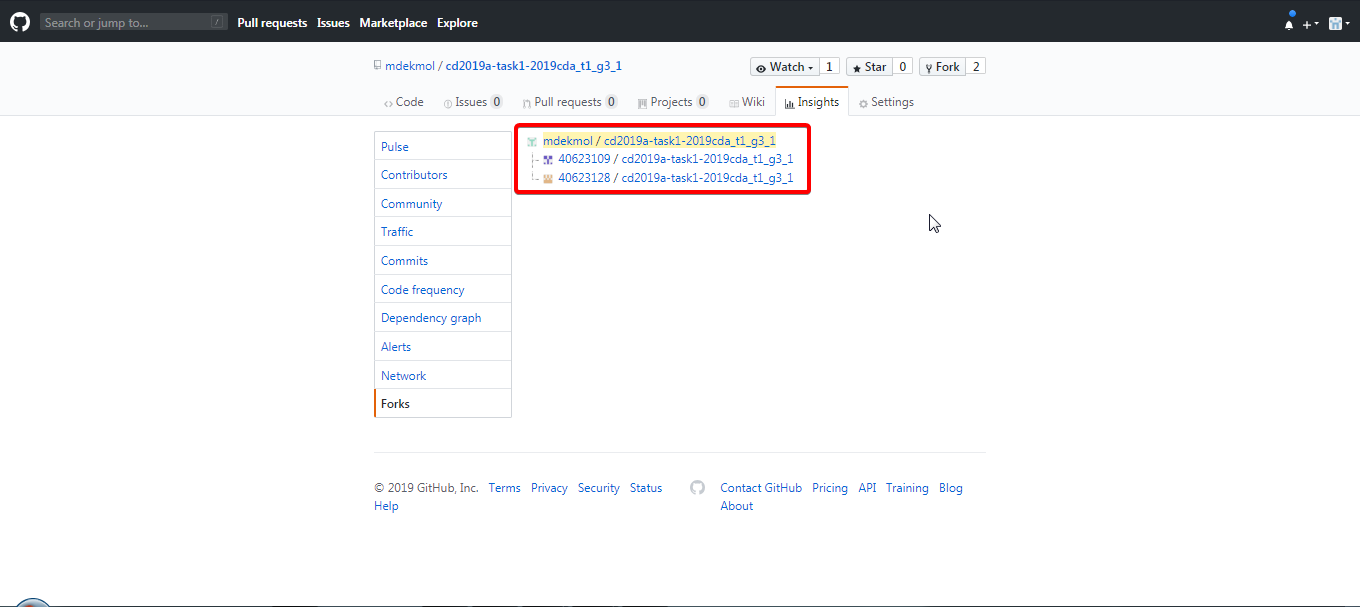 Search or jump to... /
Pull requests Issues Marketplace Explore
mdekmol / cd2019a-task1-2019cda_t1_g3_1
Watch 1 Star 0 Fork 2
Code Issues 0 Pull requests 0 Projects 0 Wiki Insights Settings
Pulse
Contributors
Community
Traffic
Commits
Code frequency
Dependency graph
Alerts
Network
Forks
mdekmol / cd2019a-task1-2019cda_t1_g3_1
40623109 / cd2019a-task1-2019cda_t1_g3_1
40623128 / cd2019a-task1-2019cda_t1_g3_1
© 2019 GitHub, Inc. Terms Privacy Security Status
Help
Contact GitHub Pricing API Training Blog
About